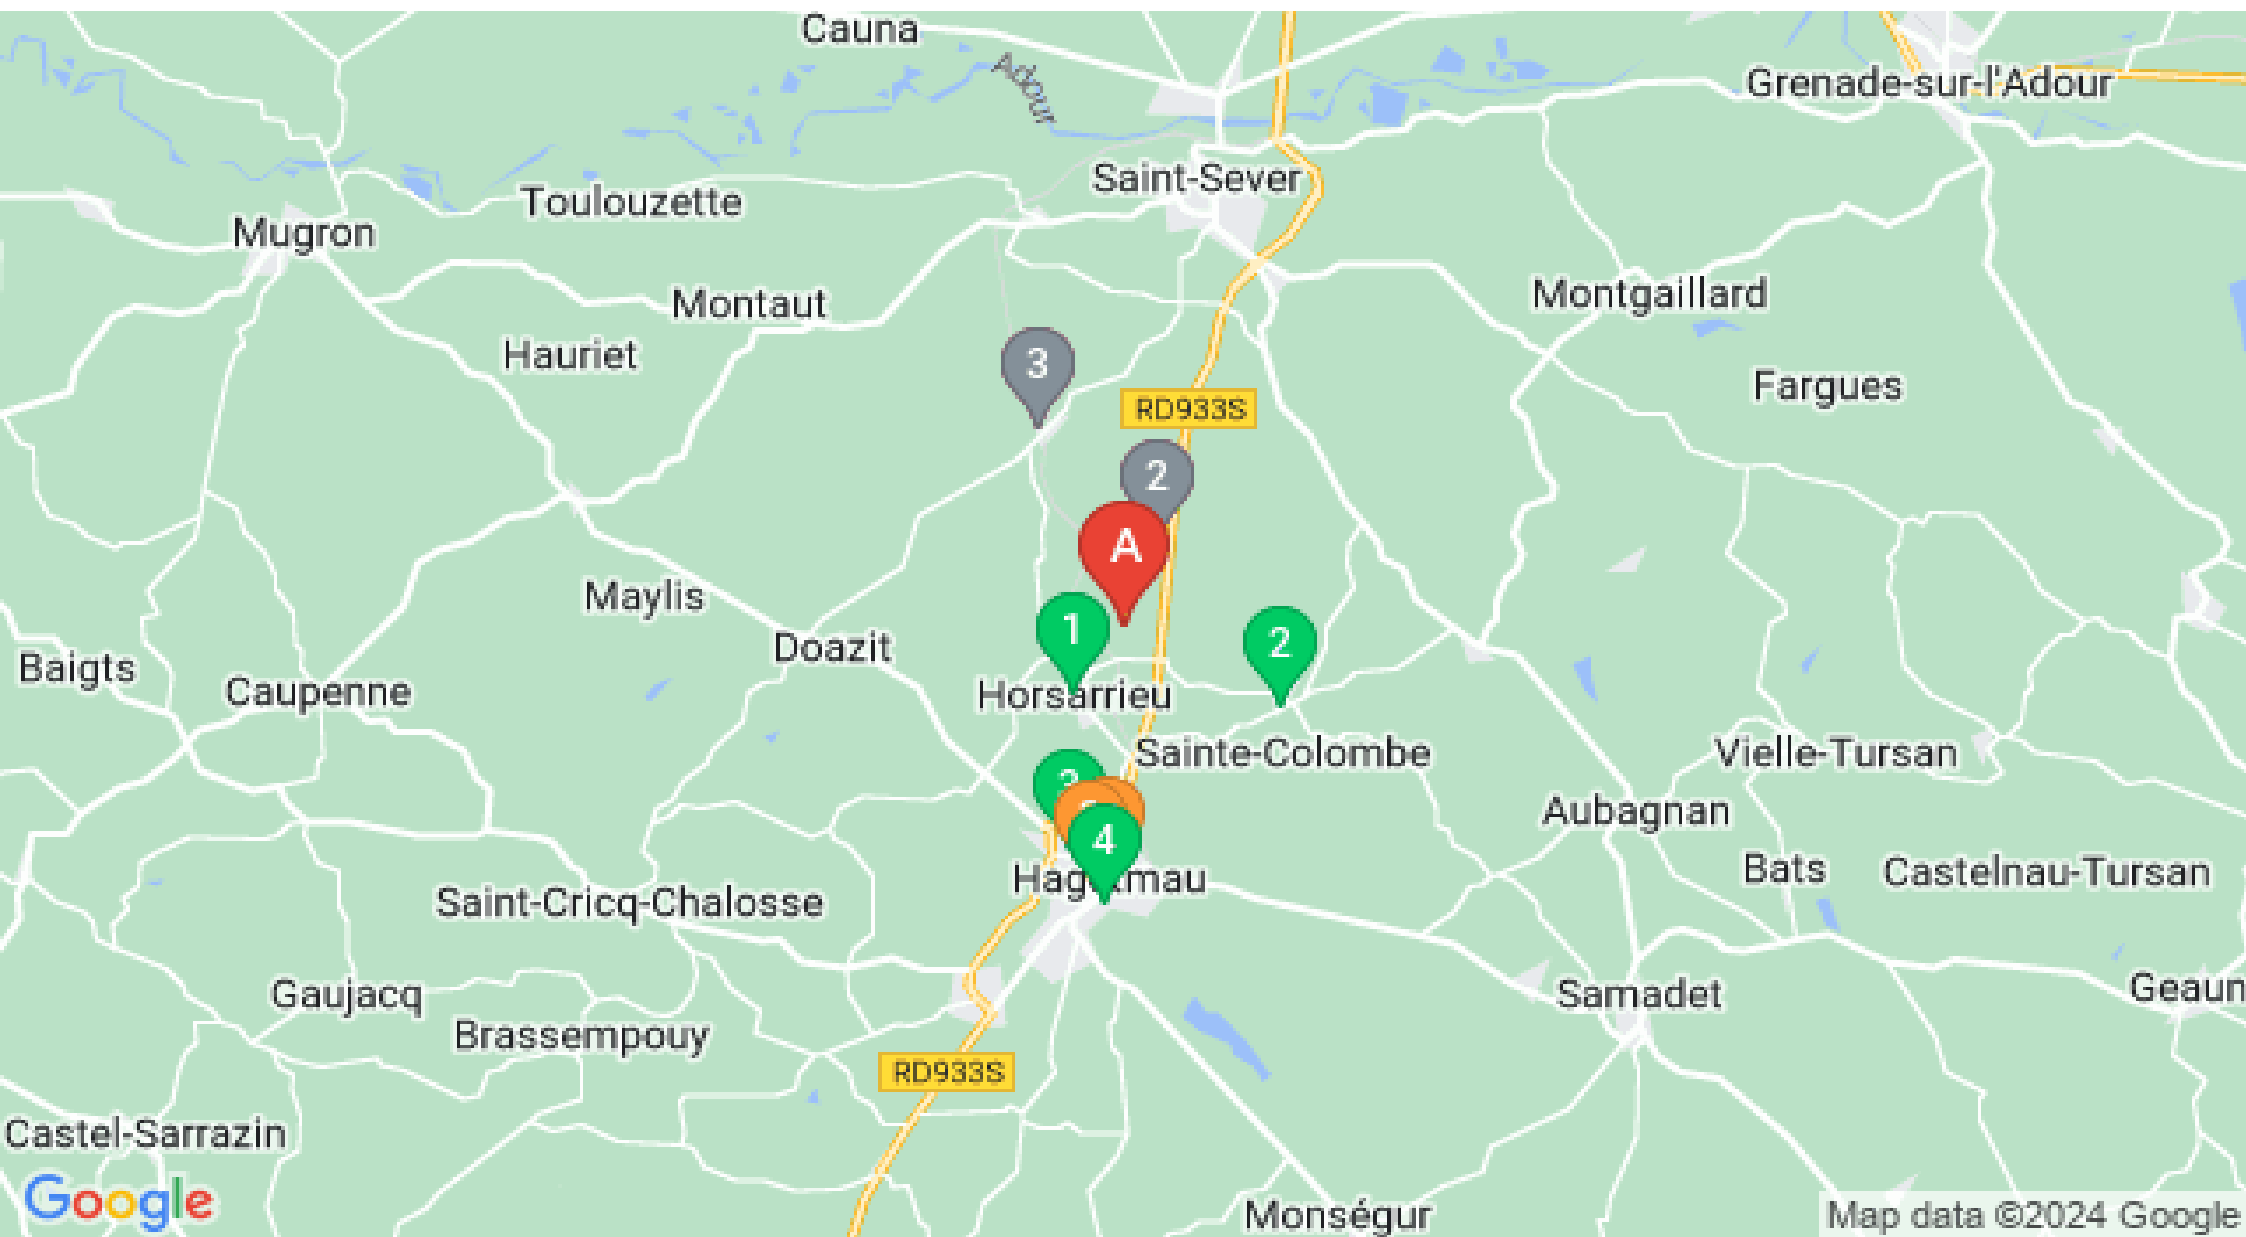 Cauna
Adour
Grenade-sur-l'Adour
Saint-Sever
Toulouzette
Mugron
Montgaillard
Montaut
Hauriet
3
Fargues
RD933S
2
A
Maylis
1
2
Doazit
Baigts
Caupenne
Horsarrieu
Sainte-Colombe
Vielle-Tursan
Aubagnan
4
Bats
Castelnau-Tursan
Saint-Cricq-Chalosse
Gaujacq
Samadet
Geaun
Brassempouy
RD933S
Castel-Sarrazin
Google
Monségur
Map data ©2024 Google